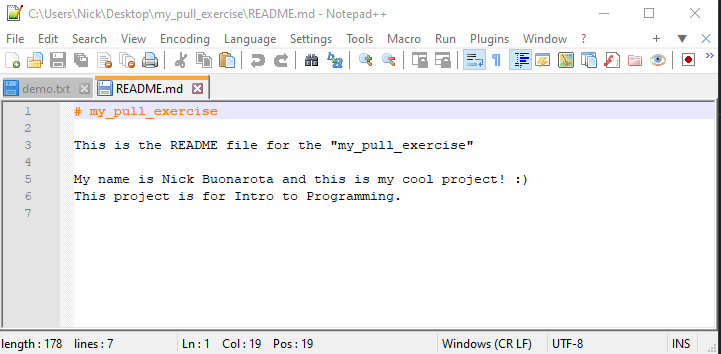 C:\Users\Nick\Desktop\my_pull_exercise\README.md - Notepad++
File Edit Search View Encoding Language Settings Tools Macro Run Plugins Window ? + ▼ X
demo.txt README.md
1 # my_pull_exercise
2
3 This is the README file for the "my_pull_exercise"
4
5 My name is Nick Buonarota and this is my cool project! :)
6 This project is for Intro to Programming.
7
length : 178 lines : 7 Ln : 1 Col : 19 Pos : 19 Windows (CR LF) UTF-8 INS